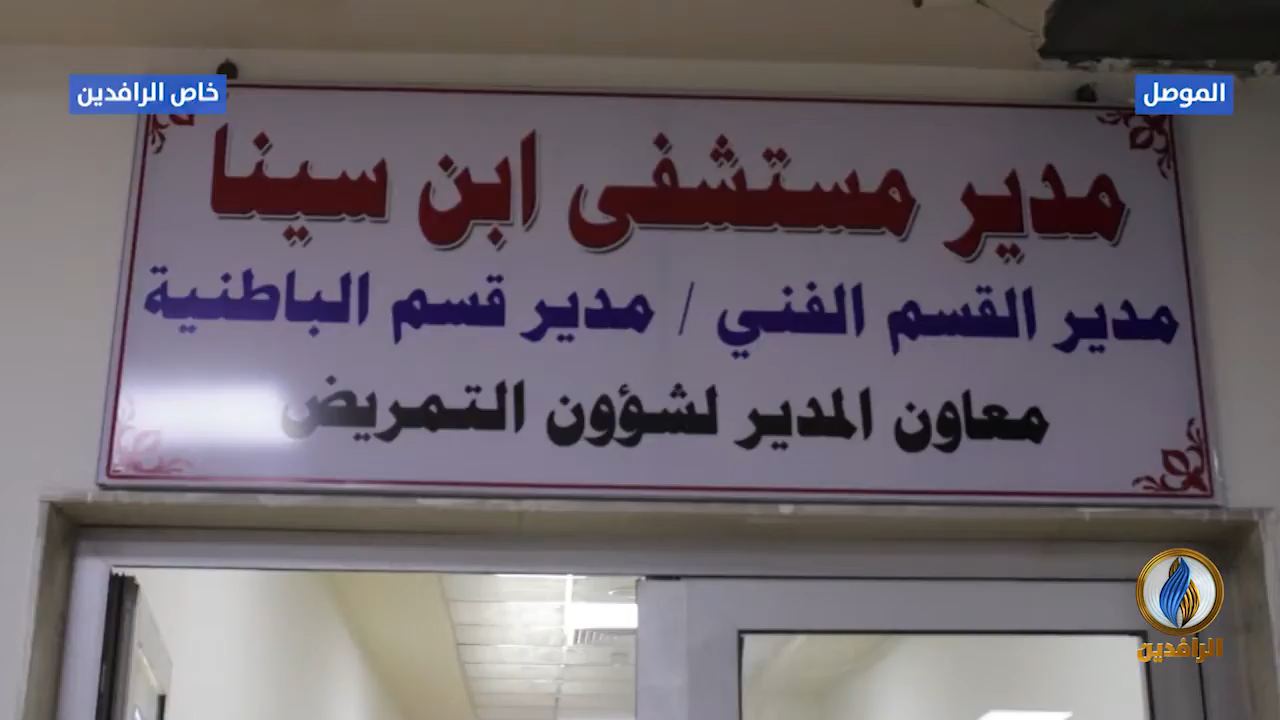 الموصل
خاص الرافدين
مدير مستشفى ابن سينا
مدير القسم الفني / مدير قسم الباطنية
معاون المدير لشؤون التمريض
الرافدين